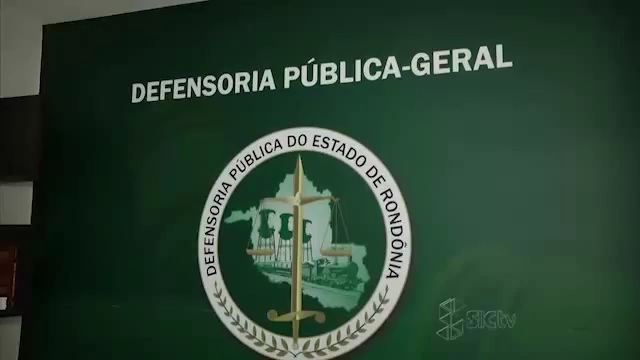 DEFENSORIA PÚBLICA-GERAL
DEFENSORIA PÚBLICA DO ESTADO DE RONDÔNIA
SICtv